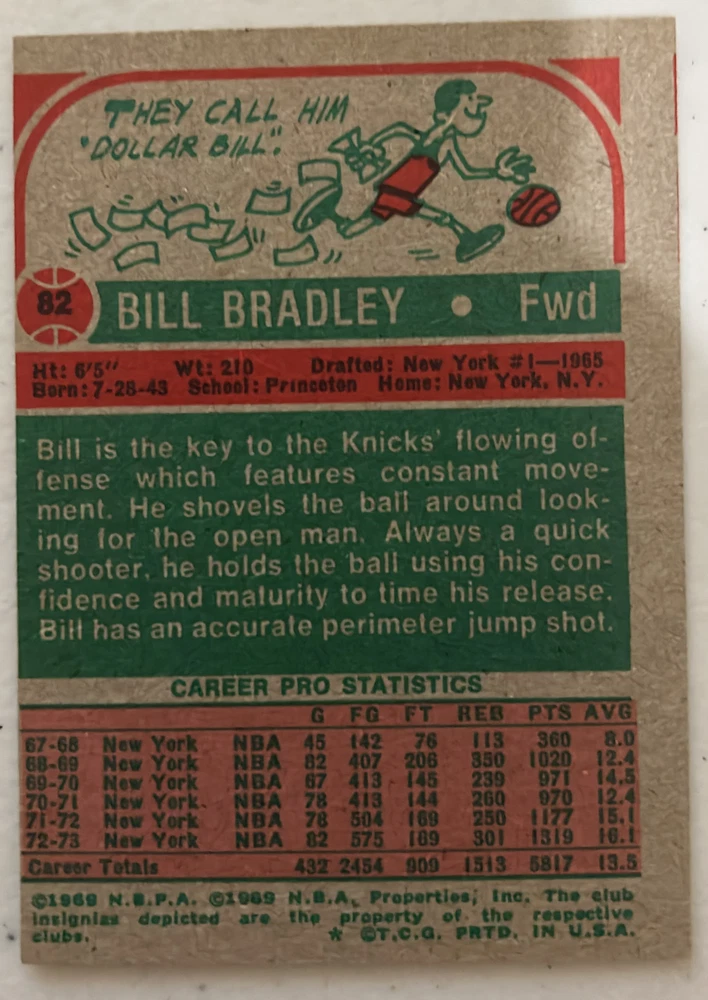 THEY CALL HIM
"DOLLAR BILL".
82 BILL BRADLEY • Fwd
Ht: 6'5" Wt: 210 Drafted: New York #1—1965
Born: 7-28-43 School: Princeton Home: New York, N.Y.
Bill is the key to the Knicks' flowing of-
fense which features constant move-
ment. He shovels the ball around look-
ing for the open man. Always a quick
shooter, he holds the ball using his con-
fidence and maturity to time his release.
Bill has an accurate perimeter jump shot.
CAREER PRO STATISTICS
G FG FT REB PTS AVG
67-68 New York NBA 45 142 76 113 360 8.0
68-69 New York NBA 82 407 206 350 1020 12.4
69-70 New York NBA 67 413 145 239 971 14.5
70-71 New York NBA 78 413 144 260 970 12.4
71-72 New York NBA 78 504 169 250 1177 15.1
72-73 New York NBA 82 575 169 301 1319 16.1
Career Totals 432 2454 909 1513 5817 13.5
©1969 N.B.P.A. ©1969 N.B.A. Properties, Inc. The club
insignias depicted are the property of the respective
clubs. * ©T.C.G. PRTD. IN U.S.A.